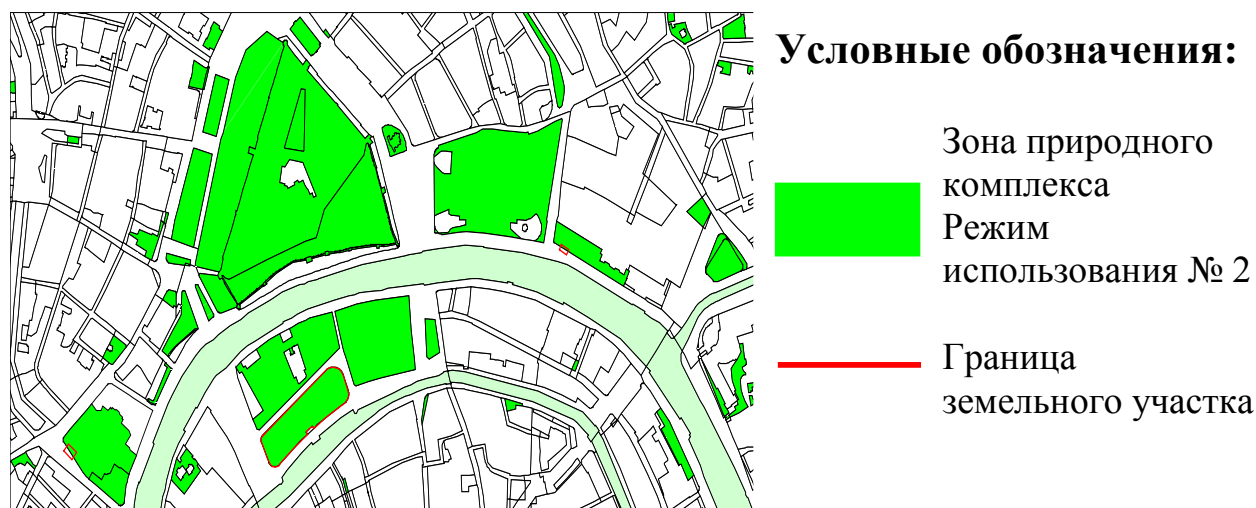 Условные обозначения:
Зона природного
комплекса
Режим
использования № 2
Граница
земельного участка